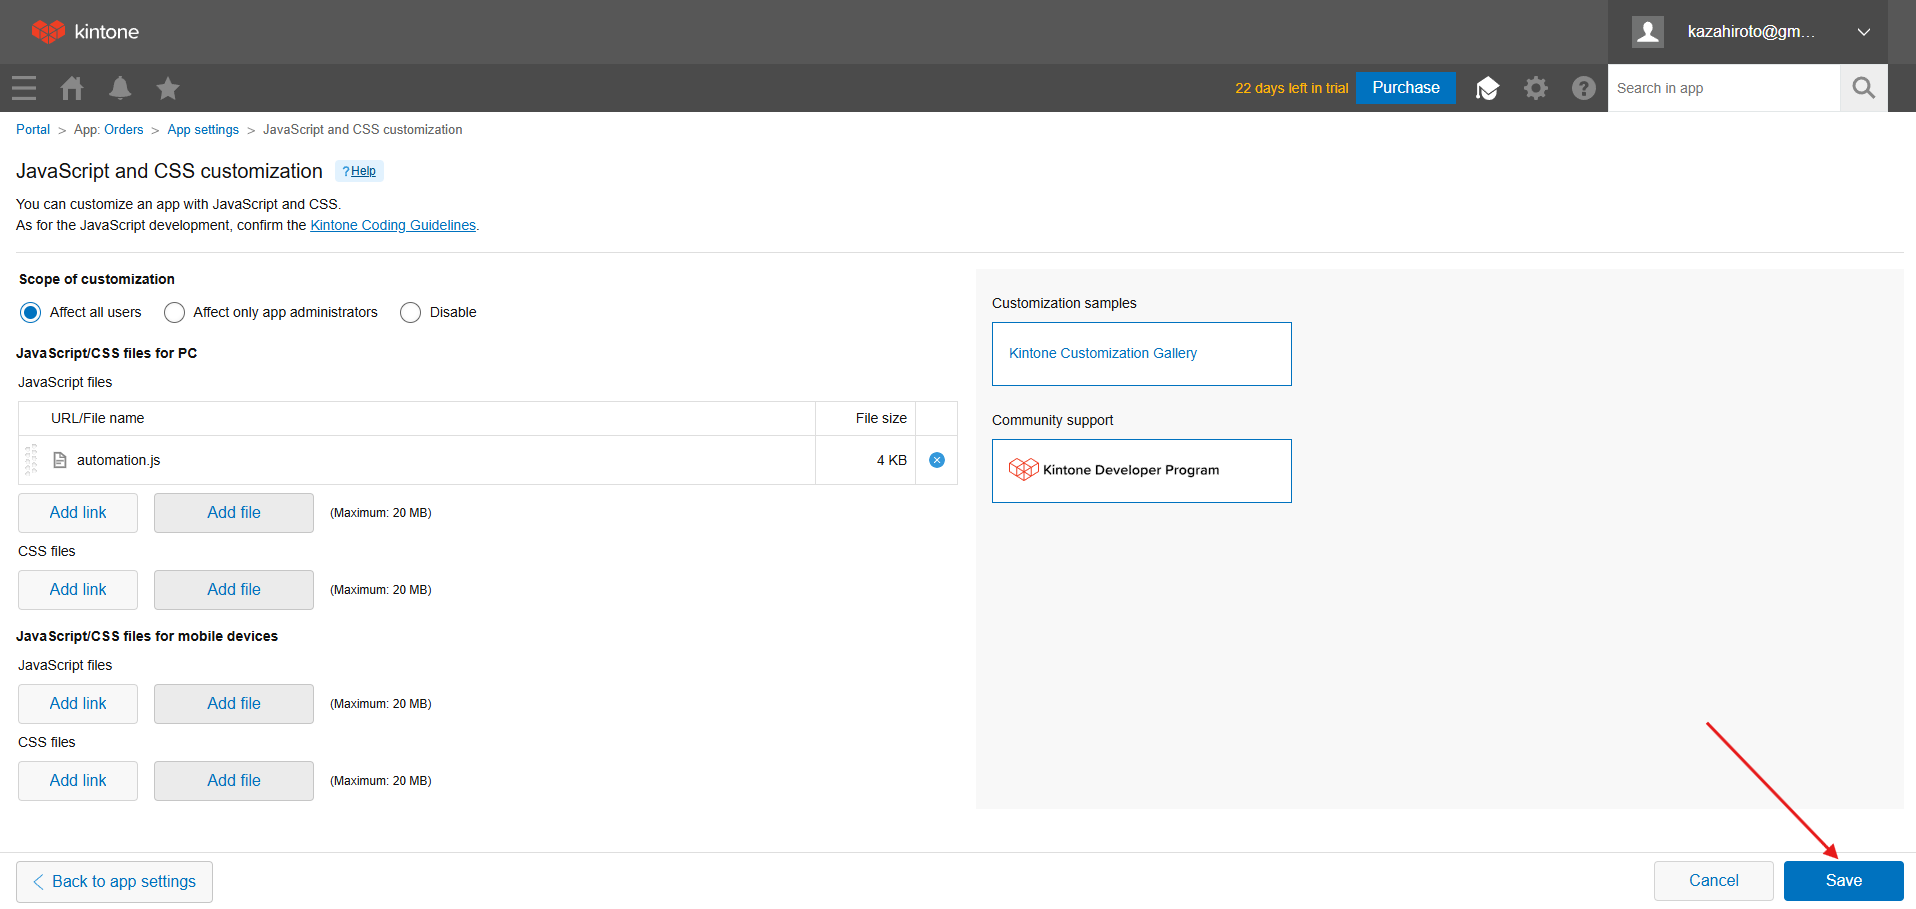 kintone
kazahiroto@gm...
22 days left in trial
Purchase
?
Search in app
Portal > App: Orders > App settings > JavaScript and CSS customization
JavaScript and CSS customization
?Help
You can customize an app with JavaScript and CSS.
As for the JavaScript development, confirm the Kintone Coding Guidelines.
Scope of customization
Affect all users
Affect only app administrators
Disable
JavaScript/CSS files for PC
JavaScript files
URL/File name
File size
automation.js
4 KB
Add link
Add file
(Maximum: 20 MB)
CSS files
Add link
Add file
(Maximum: 20 MB)
JavaScript/CSS files for mobile devices
JavaScript files
Add link
Add file
(Maximum: 20 MB)
CSS files
Add link
Add file
(Maximum: 20 MB)
Customization samples
Kintone Customization Gallery
Community support
Kintone Developer Program
Back to app settings
Cancel
Save